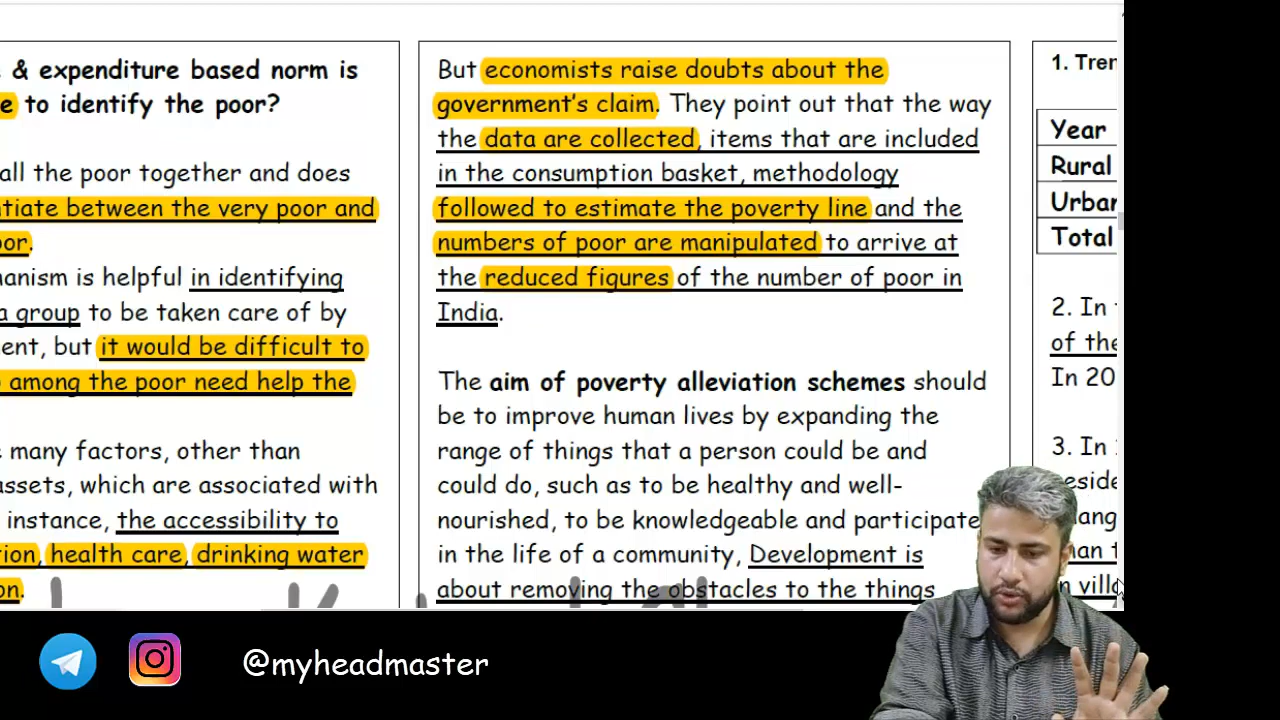 & expenditure based norm is
to identify the poor?
all the poor together and does
between the very poor and
is helpful in identifying
a group to be taken care of by
but it would be difficult to
among the poor need help the
many factors, other than
assets, which are associated with
instance, the accessibility to
health care, drinking water
But economists raise doubts about the
government's claim. They point out that the way
the data are collected, items that are included
in the consumption basket, methodology
followed to estimate the poverty line and the
numbers of poor are manipulated to arrive at
the reduced figures of the number of poor in
India.
The aim of poverty alleviation schemes should
be to improve human lives by expanding the
range of things that a person could be and
could do, such as to be healthy and well-
nourished, to be knowledgeable and participate
in the life of a community, Development is
about removing the obstacles to the things
1.
Year
Rural
Total
2. In
of the
In 20
3. In
@myheadmaster